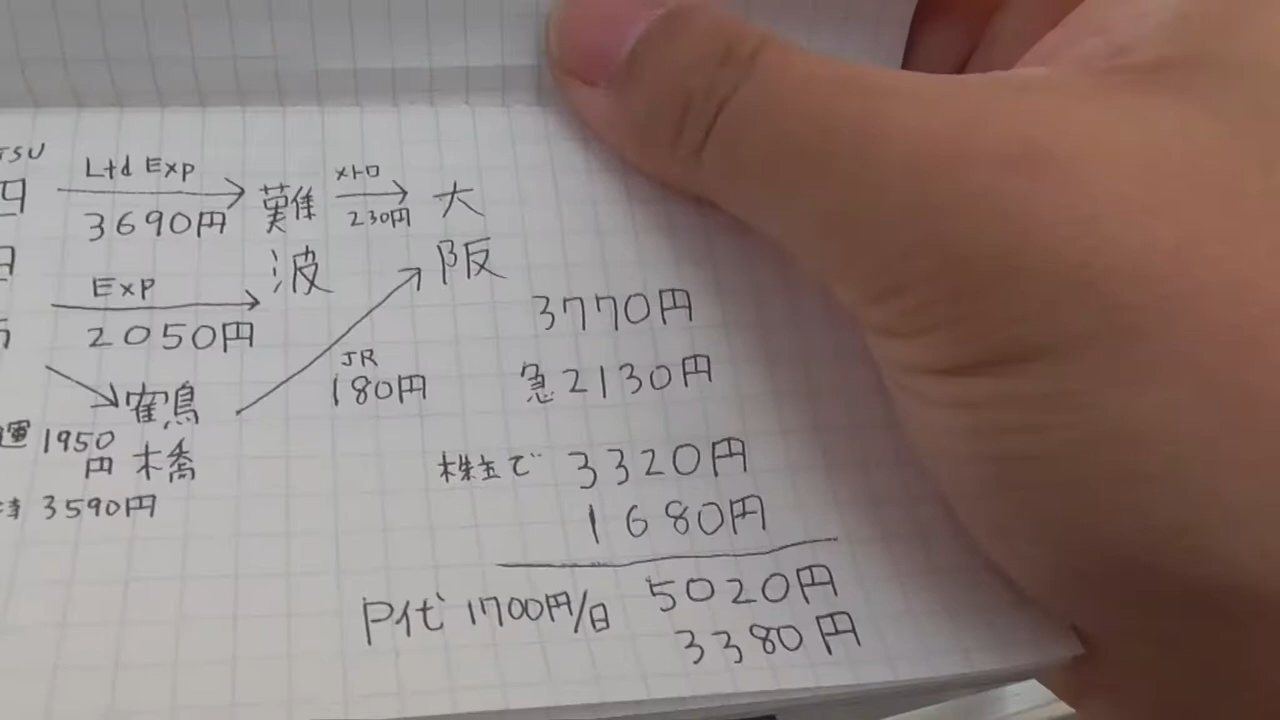 TSU
Ltd Exp
3690円
メトロ
230円
難波
大阪
Exp
2050円
JR
180円
鶴橋
1950円
3590円
3770円
急2130円
株主で 3320円
1680円
P代 1700円/日 5020円
3380円